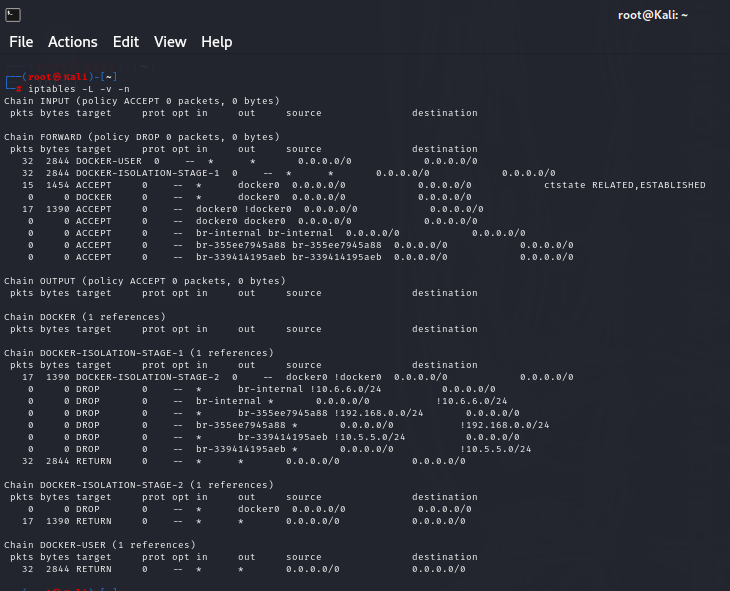 root@Kali: ~
File Actions Edit View Help
┌──(root㉿Kali)-[~]
└─# iptables -L -v -n
Chain INPUT (policy ACCEPT 0 packets, 0 bytes)
 pkts bytes target     prot opt in     out     source               destination

Chain FORWARD (policy DROP 0 packets, 0 bytes)
 pkts bytes target     prot opt in     out     source               destination
   32  2844 DOCKER-USER  0    --  *      *       0.0.0.0/0            0.0.0.0/0
   32  2844 DOCKER-ISOLATION-STAGE-1  0    --  *      *       0.0.0.0/0            0.0.0.0/0
   15  1454 ACCEPT     0    --  *      docker0  0.0.0.0/0            0.0.0.0/0            ctstate RELATED,ESTABLISHED
    0     0 DOCKER     0    --  *      docker0  0.0.0.0/0            0.0.0.0/0
   17  1390 ACCEPT     0    --  docker0 !docker0  0.0.0.0/0            0.0.0.0/0
    0     0 ACCEPT     0    --  docker0 docker0  0.0.0.0/0            0.0.0.0/0
    0     0 ACCEPT     0    --  br-internal br-internal  0.0.0.0/0            0.0.0.0/0
    0     0 ACCEPT     0    --  br-355ee7945a88 br-355ee7945a88  0.0.0.0/0            0.0.0.0/0
    0     0 ACCEPT     0    --  br-339414195aeb br-339414195aeb  0.0.0.0/0            0.0.0.0/0

Chain OUTPUT (policy ACCEPT 0 packets, 0 bytes)
 pkts bytes target     prot opt in     out     source               destination

Chain DOCKER (1 references)
 pkts bytes target     prot opt in     out     source               destination

Chain DOCKER-ISOLATION-STAGE-1 (1 references)
 pkts bytes target     prot opt in     out     source               destination
   17  1390 DOCKER-ISOLATION-STAGE-2  0    --  docker0 !docker0  0.0.0.0/0            0.0.0.0/0
    0     0 DROP       0    --  *      br-internal !10.6.6.0/24          0.0.0.0/0
    0     0 DROP       0    --  br-internal *       0.0.0.0/0           !10.6.6.0/24
    0     0 DROP       0    --  *      br-355ee7945a88 !192.168.0.0/24       0.0.0.0/0
    0     0 DROP       0    --  br-355ee7945a88 *       0.0.0.0/0           !192.168.0.0/24
    0     0 DROP       0    --  *      br-339414195aeb !10.5.5.0/24          0.0.0.0/0
    0     0 DROP       0    --  br-339414195aeb *       0.0.0.0/0           !10.5.5.0/24
   32  2844 RETURN     0    --  *      *       0.0.0.0/0            0.0.0.0/0

Chain DOCKER-ISOLATION-STAGE-2 (1 references)
 pkts bytes target     prot opt in     out     source               destination
    0     0 DROP       0    --  *      docker0  0.0.0.0/0            0.0.0.0/0
   17  1390 RETURN     0    --  *      *       0.0.0.0/0            0.0.0.0/0

Chain DOCKER-USER (1 references)
 pkts bytes target     prot opt in     out     source               destination
   32  2844 RETURN     0    --  *      *       0.0.0.0/0            0.0.0.0/0